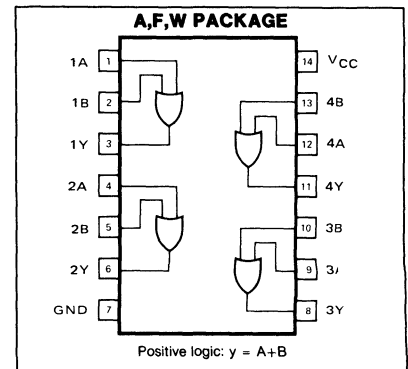 A,F,W PACKAGE
1A 1 14 VCC
1B 2 13 4B
1Y 3 12 4A
2A 4 11 4Y
2B 5 10 3B
2Y 6 9 3/
GND 7 8 3Y
Positive logic: y = A+B